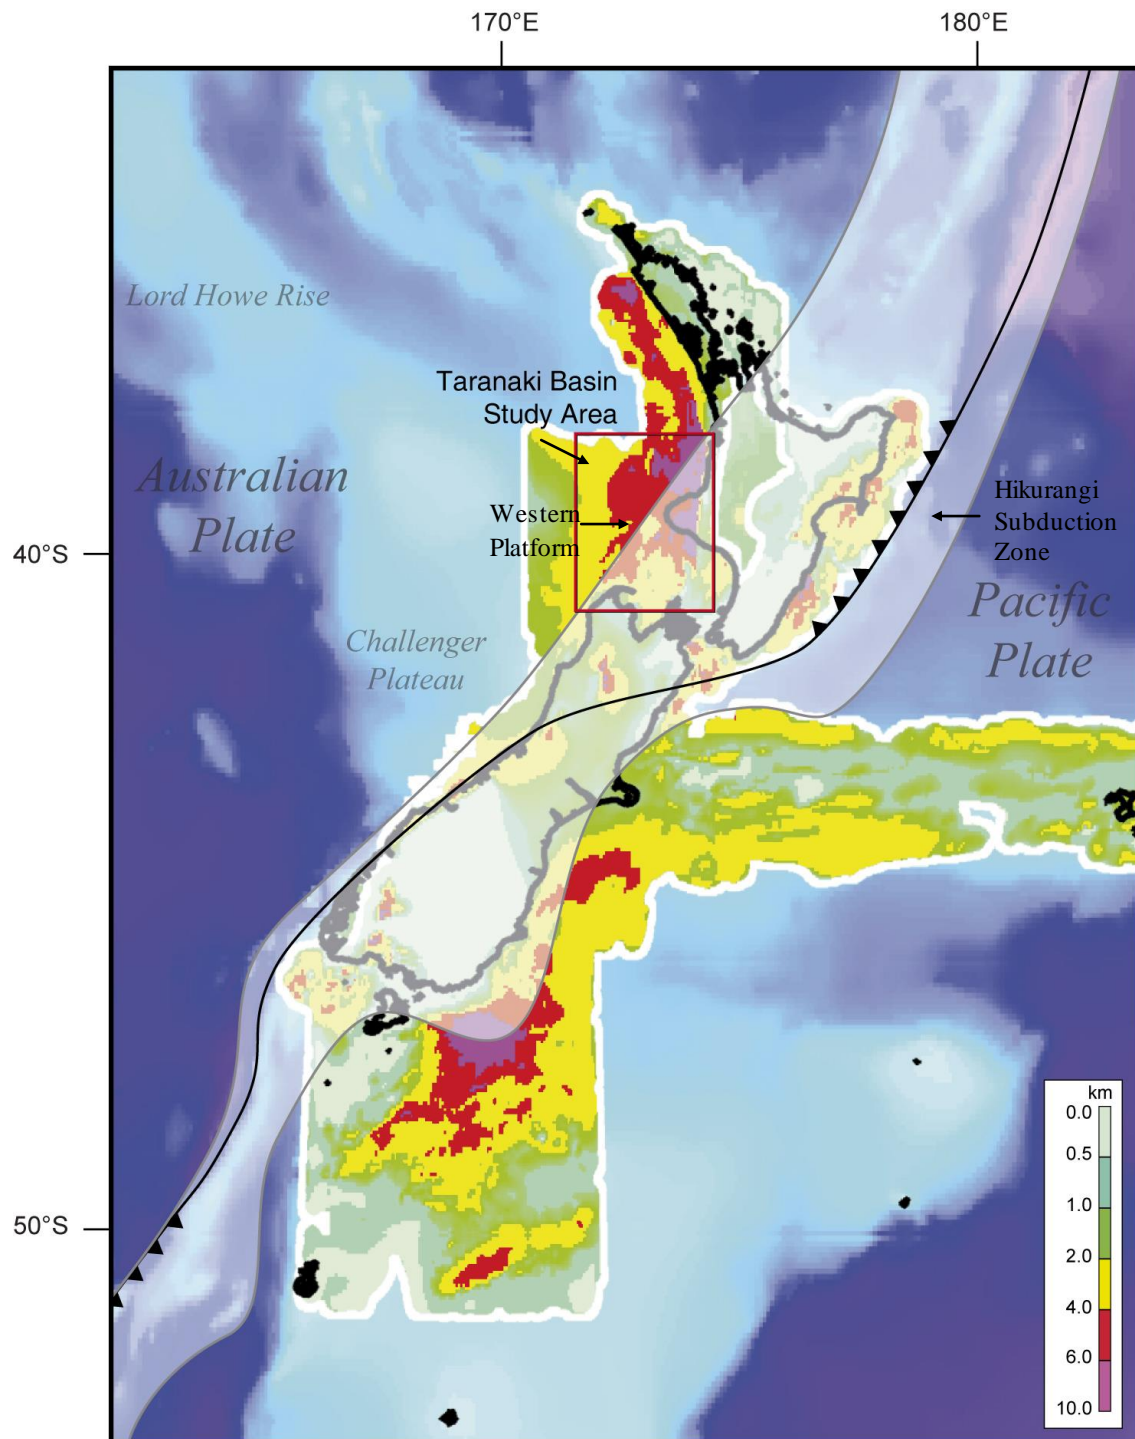 170°E
180°E
Lord Howe Rise
Taranaki Basin
Study Area
Australian
Plate
Western
Platform
Hikurangi
Subduction
Zone
40°S
Pacific
Plate
Challenger
Plateau
km
0.0
0.5
1.0
2.0
4.0
6.0
10.0
50°S